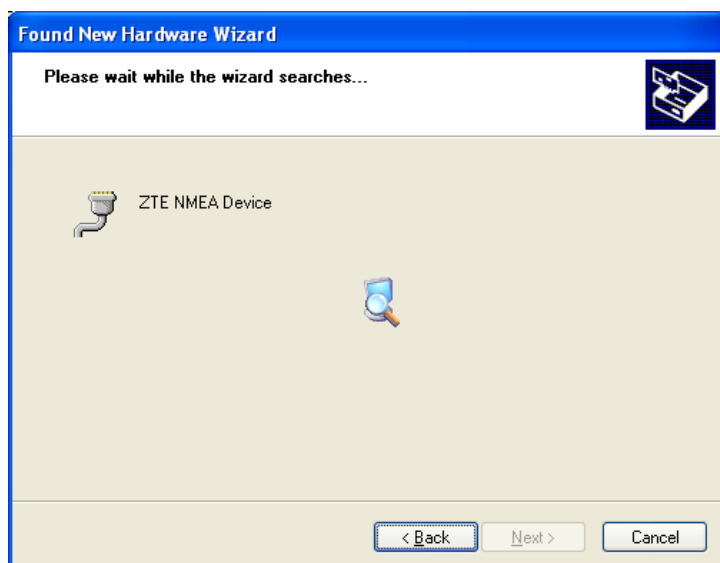 Found New Hardware Wizard
Please wait while the wizard searches...
ZTE NMEA Device
< Back
Next >
Cancel